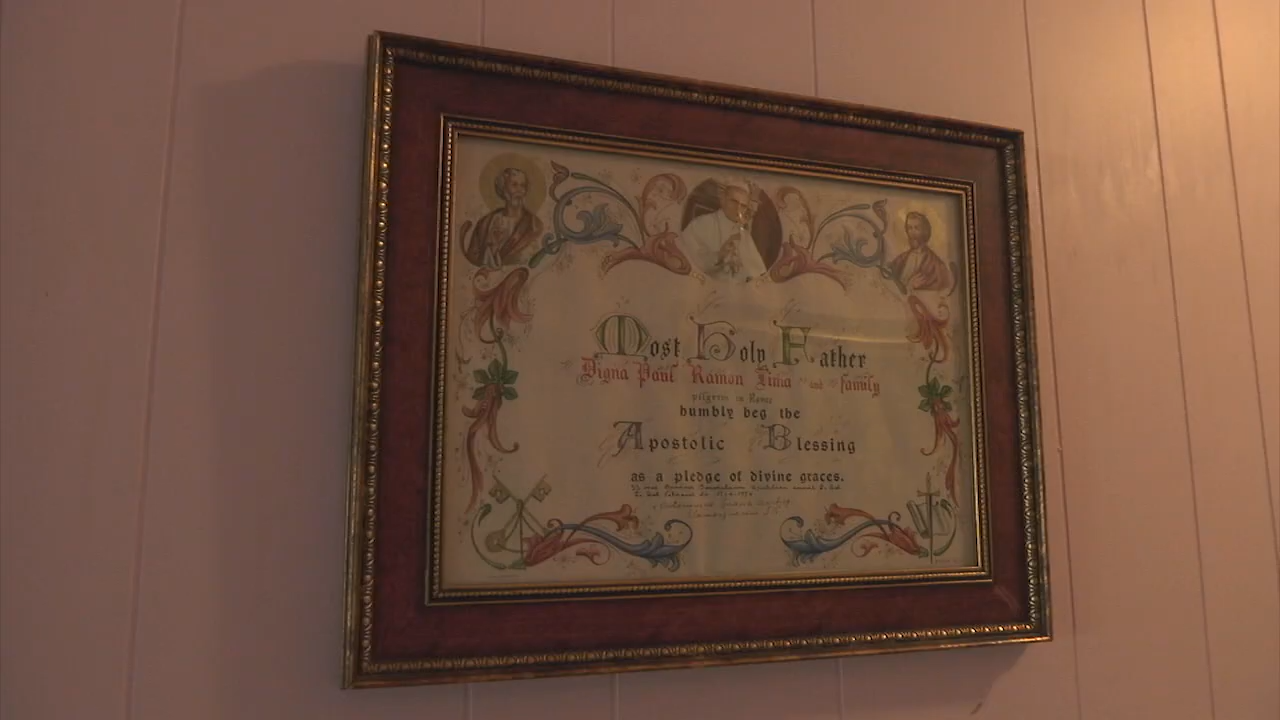 Most Holy Father
Digna Paul Ramon Lima and family
pilgrims in Rome
humbly beg the
Apostolic Blessing
as a pledge of divine graces.